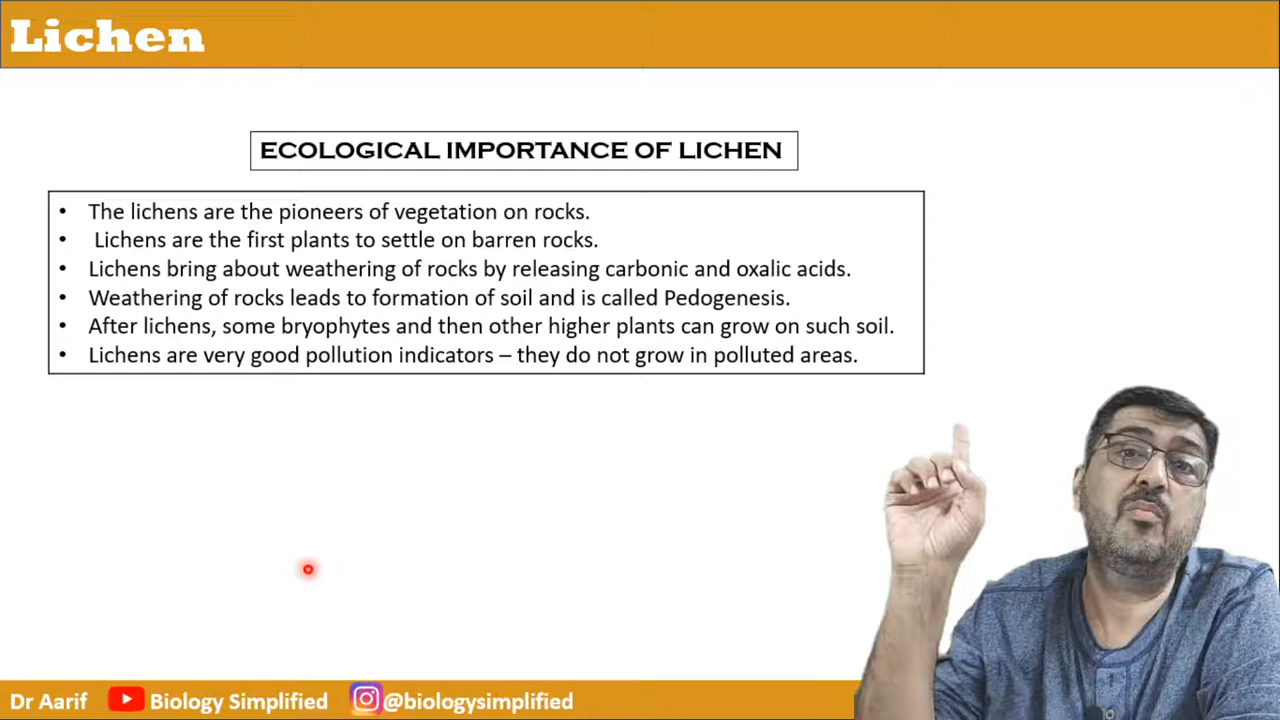 Lichen
ECOLOGICAL IMPORTANCE OF LICHEN
• The lichens are the pioneers of vegetation on rocks.
• Lichens are the first plants to settle on barren rocks.
• Lichens bring about weathering of rocks by releasing carbonic and oxalic acids.
• Weathering of rocks leads to formation of soil and is called Pedogenesis.
• After lichens, some bryophytes and then other higher plants can grow on such soil.
• Lichens are very good pollution indicators – they do not grow in polluted areas.
Dr Aarif Biology Simplified @biologysimplified